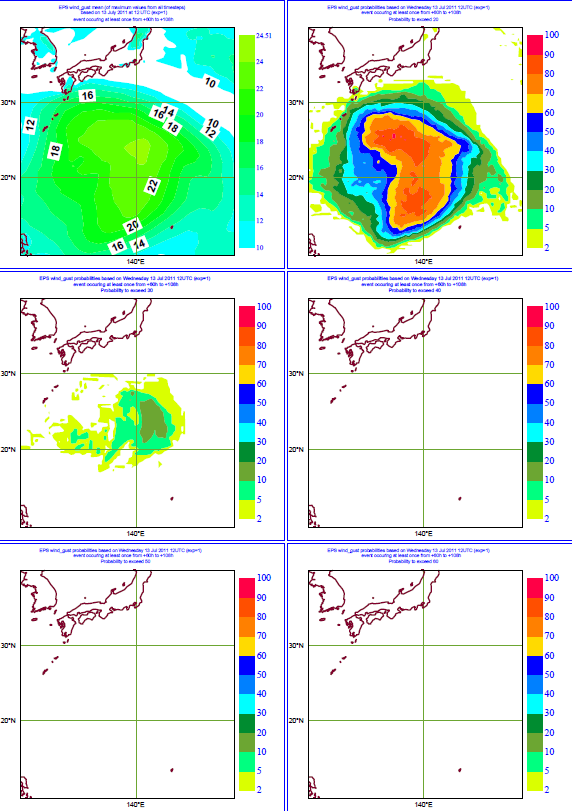 EPS wind_gust mean (of maximum values from all timesteps)
based on 13 July 2011 at 12 UTC (exp=1)
event occuring at least once from +60h to +108h
30°N
20°N
140°E
10
16
14
16
18
10
12
12
18
22
20
16
14
24.51
24
22
20
18
16
14
12
10
EPS wind_gust probabilities based on Wednesday 13 Jul 2011 12UTC (exp=1)
event occuring at least once from +60h to +108h
Probability to exceed 20
30°N
20°N
140°E
100
90
80
70
60
50
40
30
20
10
5
2
EPS wind_gust probabilities based on Wednesday 13 Jul 2011 12UTC (exp=1)
event occuring at least once from +60h to +108h
Probability to exceed 30
30°N
20°N
140°E
100
90
80
70
60
50
40
30
20
10
5
2
EPS wind_gust probabilities based on Wednesday 13 Jul 2011 12UTC (exp=1)
event occuring at least once from +60h to +108h
Probability to exceed 40
30°N
20°N
140°E
100
90
80
70
60
50
40
30
20
10
5
2
EPS wind_gust probabilities based on Wednesday 13 Jul 2011 12UTC (exp=1)
event occuring at least once from +60h to +108h
Probability to exceed 50
30°N
20°N
140°E
100
90
80
70
60
50
40
30
20
10
5
2
EPS wind_gust probabilities based on Wednesday 13 Jul 2011 12UTC (exp=1)
event occuring at least once from +60h to +108h
Probability to exceed 60
30°N
20°N
140°E
100
90
80
70
60
50
40
30
20
10
5
2